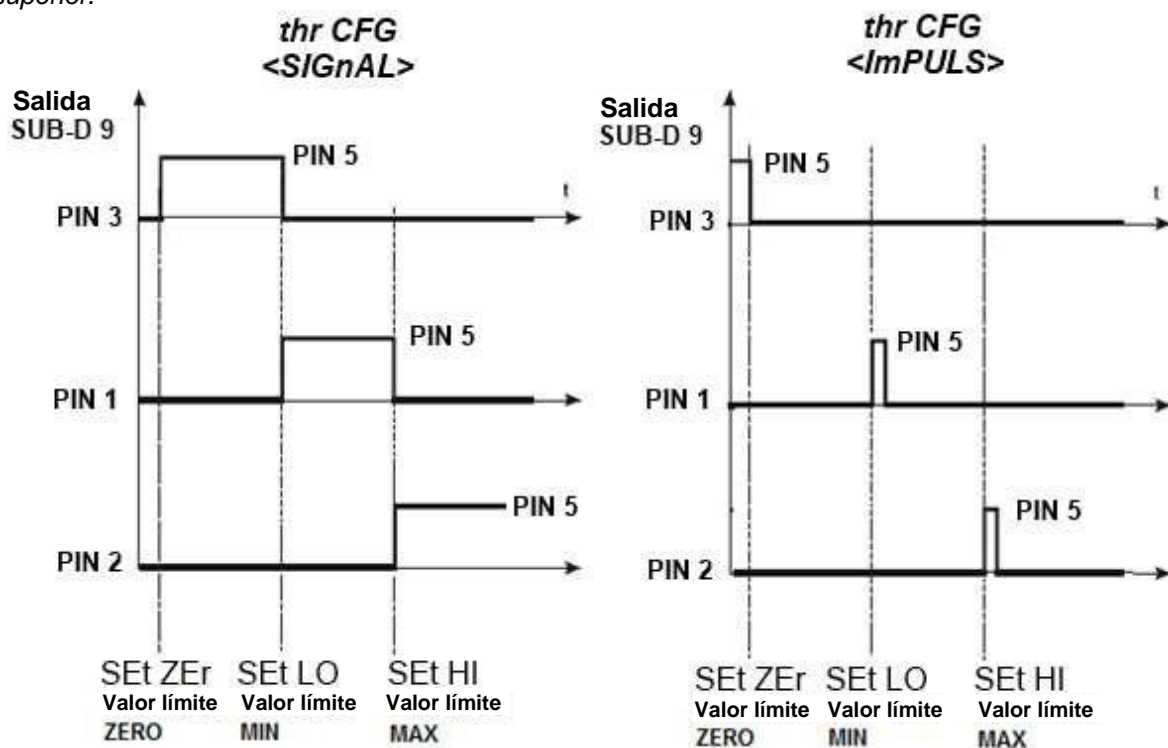 superior.
thr CFG
<SIGnAL>
Salida
SUB-D 9
PIN 5
t
PIN 3
PIN 5
PIN 1
PIN 5
PIN 2
SEt ZEr SEt LO SEt HI
Valor límite Valor límite Valor límite
ZERO MIN MAX
thr CFG
<ImPULS>
Salida
SUB-D 9
PIN 5
t
PIN 3
PIN 5
PIN 1
PIN 5
PIN 2
SEt ZEr SEt LO SEt HI
Valor límite Valor límite Valor límite
ZERO MIN MAX